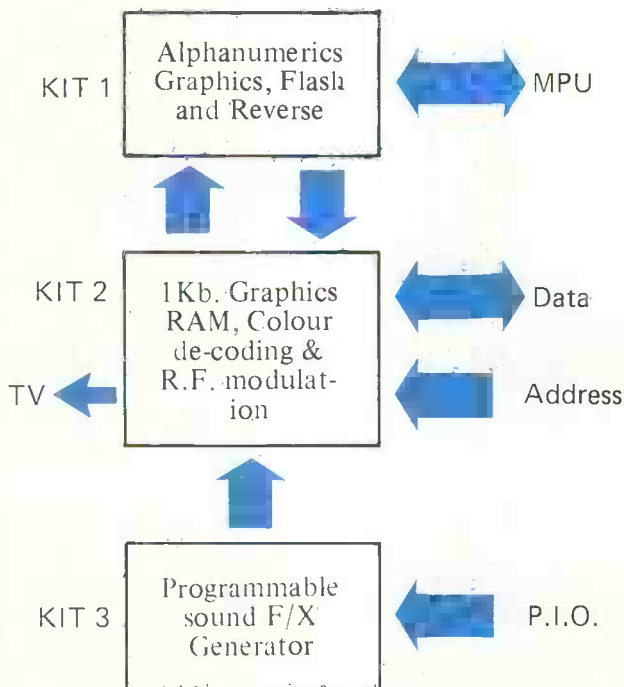 KIT 1
Alphanumerics
Graphics, Flash
and Reverse
MPU
KIT 2
1Kb. Graphics
RAM, Colour
de-coding &
R.F. modulat-
ion
Data
TV
Address
KIT 3
Programmable
sound F/X
Generator
P.I.O.